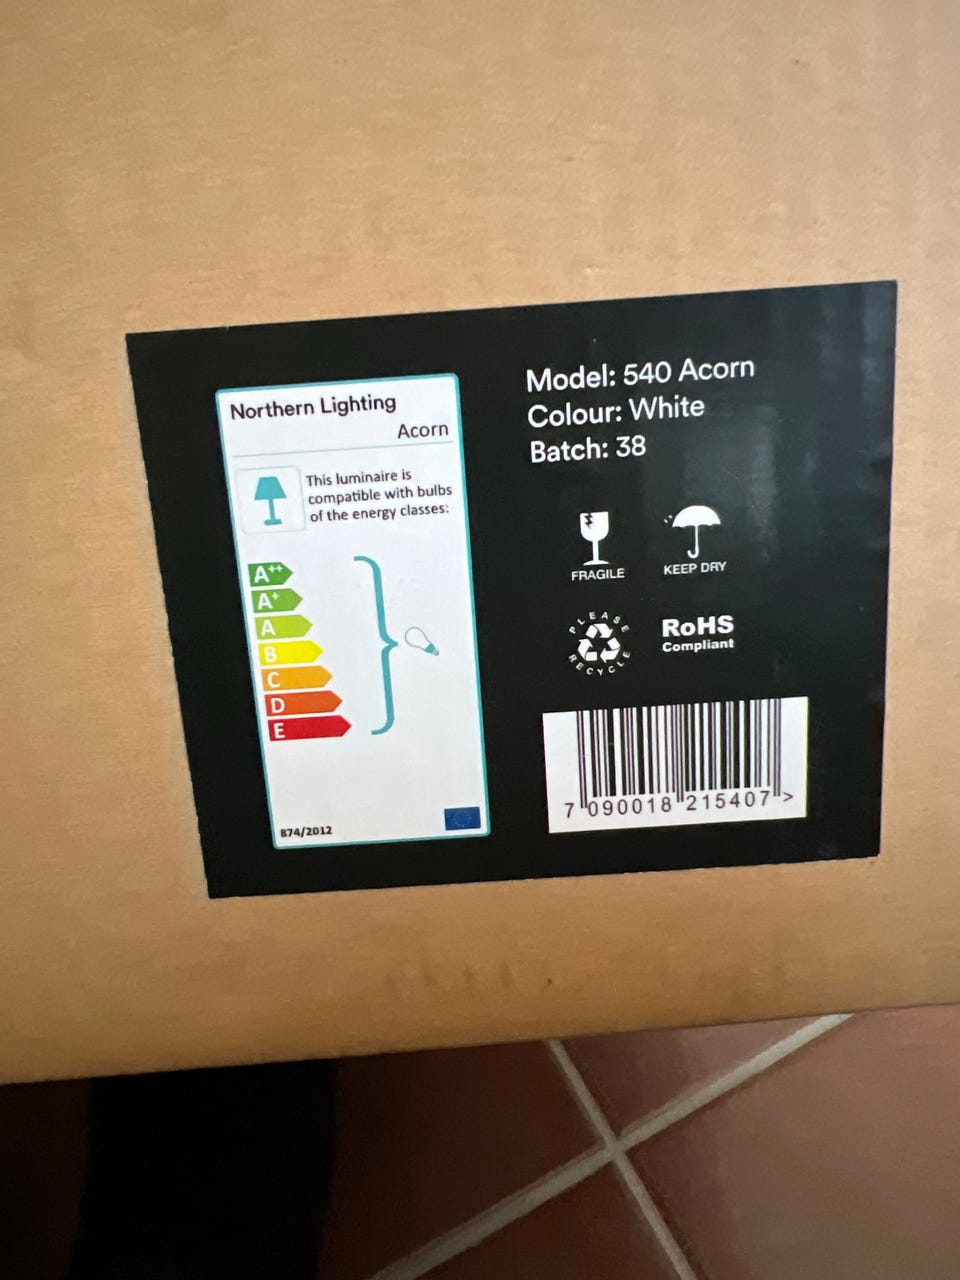 Northern Lighting
Acorn
This luminaire is
compatible with bulbs
of the energy classes:
A++
A+
A
B
C
D
E
874/2012
Model: 540 Acorn
Colour: White
Batch: 38
FRAGILE
KEEP DRY
PLEASE
RECYCLE
RoHS
Compliant
7 090018 215407 >